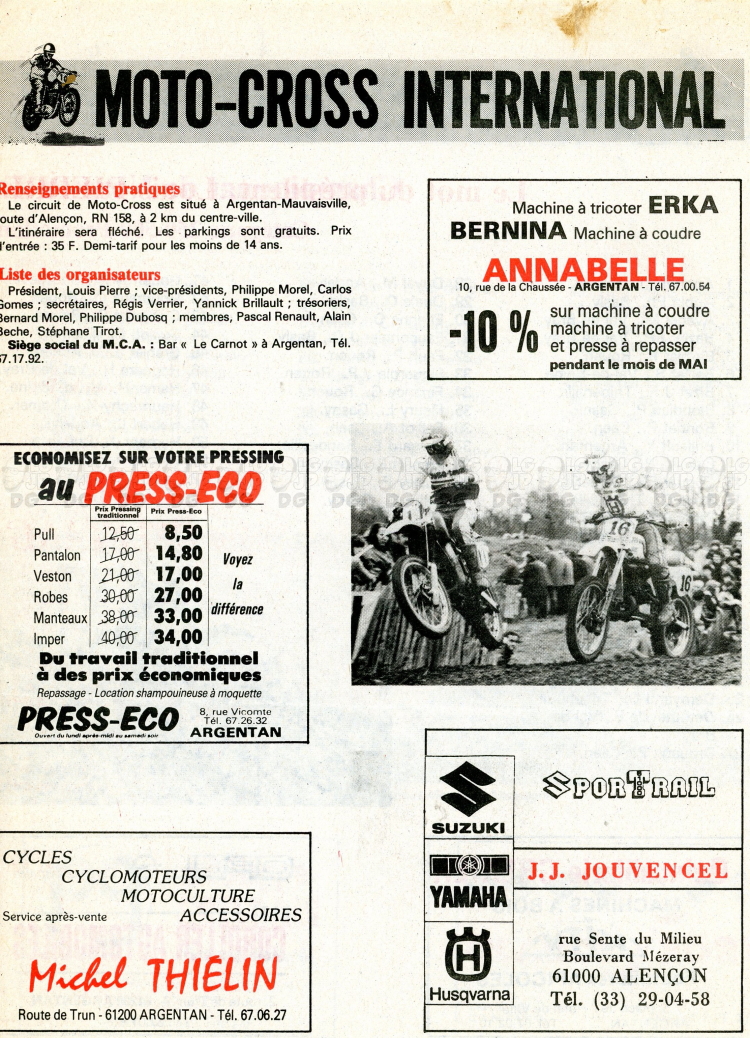 MOTO-CROSS INTERNATIONAL
Renseignements pratiques
Le circuit de Moto-Cross est situé à Argentan-Mauvaisville,
route d'Alençon, RN 158, à 2 km du centre-ville.
L'itinéraire sera fléché. Les parkings sont gratuits. Prix
d'entrée : 35 F. Demi-tarif pour les moins de 14 ans.
Liste des organisateurs
Président, Louis Pierre ; vice-présidents, Philippe Morel, Carlos
Gomes ; secrétaires, Régis Verrier, Yannick Brillault ; trésoriers,
Bernard Morel, Philippe Dubosq ; membres, Pascal Renault, Alain
Beche, Stéphane Tirot.
Siège social du M.C.A. : Bar « Le Carnot » à Argentan, Tél.
67.17.92.
Machine à tricoter ERKA
BERNINA Machine à coudre
ANNABELLE
10, rue de la Chaussée - ARGENTAN - Tél. 67.00.54
-10 %
sur machine à coudre
machine à tricoter
et presse à repasser
pendant le mois de MAI
ECONOMISEZ SUR VOTRE PRESSING
au PRESS-ECO
Prix Pressing traditionnel Prix Press-Eco
Pull 12,50 8,50
Pantalon 17,00 14,80
Veston 21,00 17,00
Robes 30,00 27,00
Manteaux 38,00 33,00
Imper 40,00 34,00
Voyez
la
différence
Du travail traditionnel
à des prix économiques
Repassage - Location shampouineuse à moquette
PRESS-ECO
Ouvert du lundi après-midi au samedi soir
8, rue Vicomte
Tél. 67.26.32
ARGENTAN
16
16
CYCLES
CYCLOMOTEURS
MOTOCULTURE
Service après-vente ACCESSOIRES
Michel THIELIN
Route de Trun - 61200 ARGENTAN - Tél. 67.06.27
SUZUKI
YAMAHA
Husqvarna
SPORTRAIL
J.J. JOUVENCEL
rue Sente du Milieu
Boulevard Mézeray
61000 ALENÇON
Tél. (33) 29-04-58